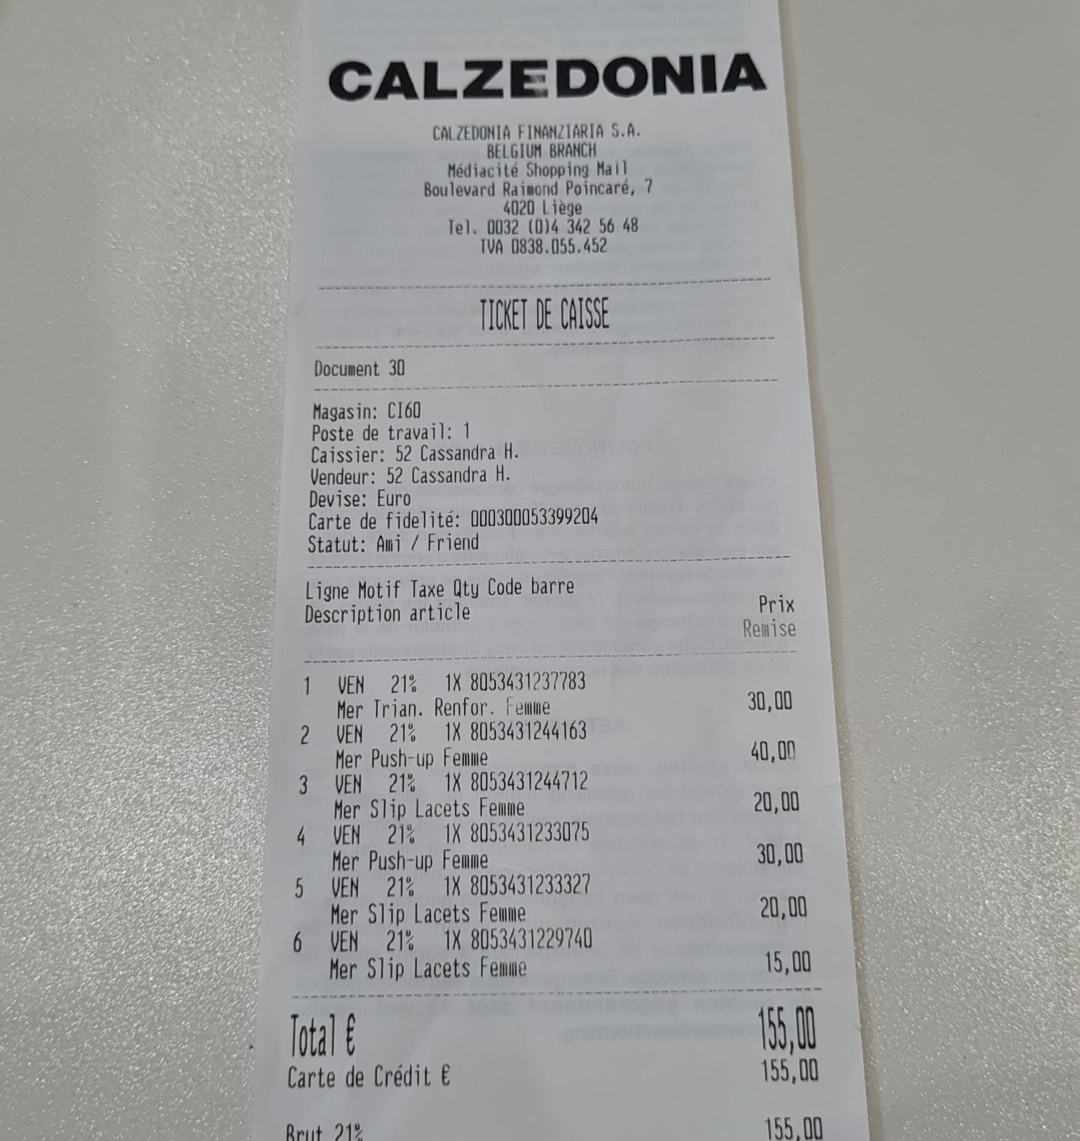 CALZEDONIA
CALZEDONIA FINANZIARIA S.A.
BELGIUM BRANCH
Médiacité Shopping Mall
Boulevard Raimond Poincaré, 7
4020 Liège
Tel. 0032 (0)4 342 56 48
TVA 0838.055.452
TICKET DE CAISSE
Document 30
Magasin: CI60
Poste de travail: 1
Caissier: 52 Cassandra H.
Vendeur: 52 Cassandra H.
Devise: Euro
Carte de fidelité: 000300053399204
Statut: Ami / Friend
Ligne Motif Taxe Qty Code barre
Description article Prix
Remise
1 VEN 21% 1X 8053431237783
Mer Trian. Renfor. Femme 30,00
2 VEN 21% 1X 8053431244163
Mer Push-up Femme 40,00
3 VEN 21% 1X 8053431244712
Mer Slip Lacets Femme 20,00
4 VEN 21% 1X 8053431233075
Mer Push-up Femme 30,00
5 VEN 21% 1X 8053431233327
Mer Slip Lacets Femme 20,00
6 VEN 21% 1X 8053431229740
Mer Slip Lacets Femme 15,00
Total € 155,00
Carte de Crédit € 155,00
Brut 21% 155,00